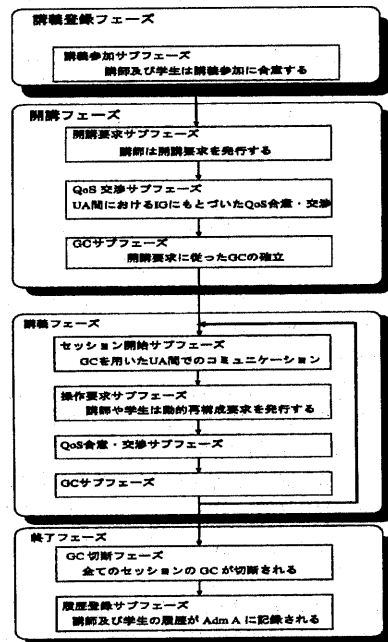 講義登録フェーズ
講義参加サブフェーズ
講師及び学生は講義参加に合意する
開講フェーズ
開講要求サブフェーズ
講師は開講要求を発行する
QoS 交渉サブフェーズ
UA間におけるIGにもとづいたQoS合意・交渉
GCサブフェーズ
開講要求に従ったGCの確立
講義フェーズ
セッション開始サブフェーズ
GCを用いたUA間でのコミュニケーション
操作要求サブフェーズ
講師や学生は動的再構成要求を発行する
QoS合意・交渉サブフェーズ
GCサブフェーズ
終了フェーズ
GC 切断フェーズ
全てのセッションの GC が切断される
履歴登録サブフェーズ
講師及び学生の履歴が Adm A に記録される